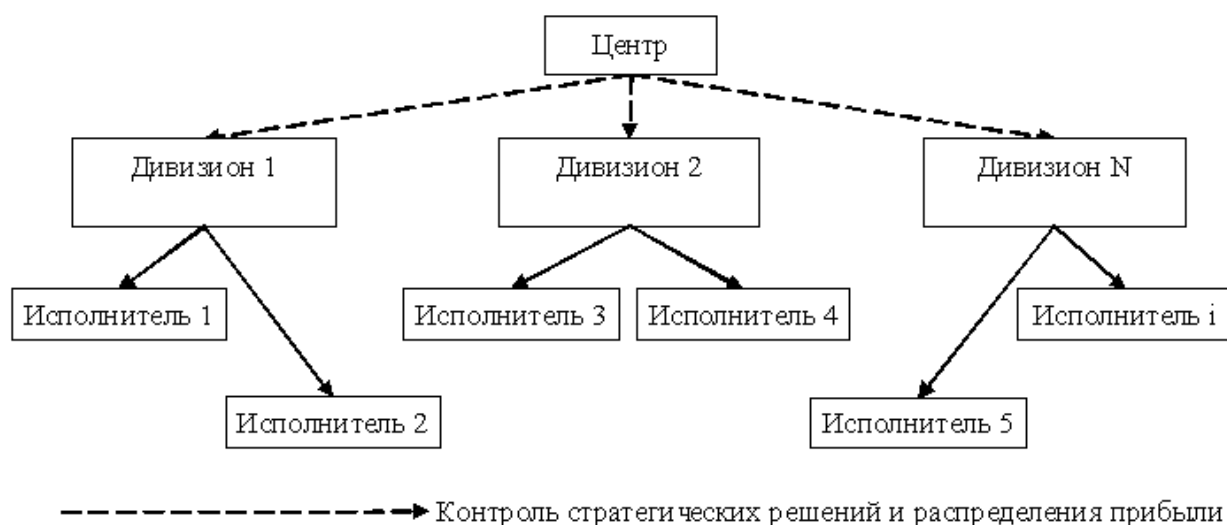 Центр
Дивизион 1
Дивизион 2
Дивизион N
Исполнитель 1
Исполнитель 3
Исполнитель 4
Исполнитель i
Исполнитель 2
Исполнитель 5
Контроль стратегических решений и распределения прибыли